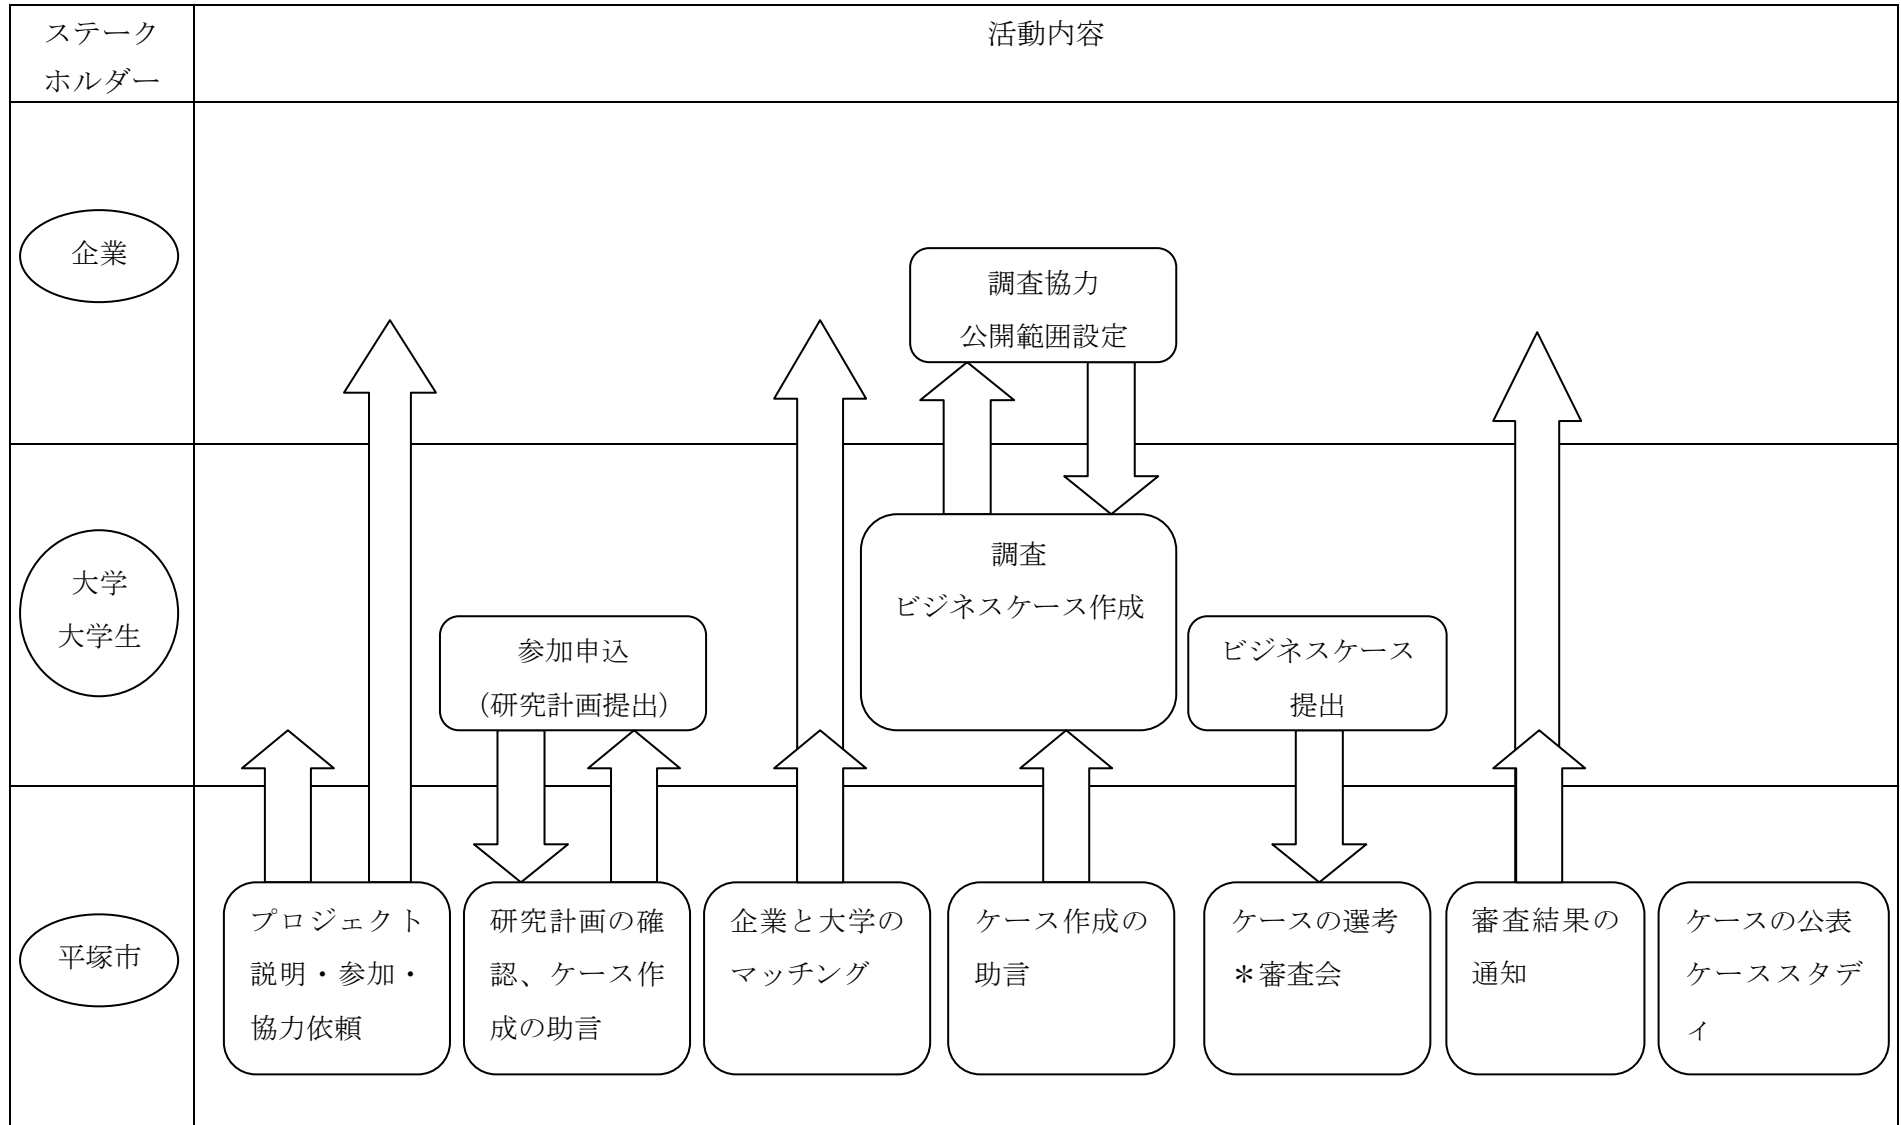 ステーク
ホルダー
活動内容
企業
調査協力
公開範囲設定
大学
大学生
調査
ビジネスケース作成
参加申込
（研究計画提出）
ビジネスケース
提出
平塚市
プロジェクト
説明・参加・
協力依頼
研究計画の確
認、ケース作
成の助言
企業と大学の
マッチング
ケース作成の
助言
ケースの選考
＊審査会
審査結果の
通知
ケースの公表
ケーススタデ
ィ